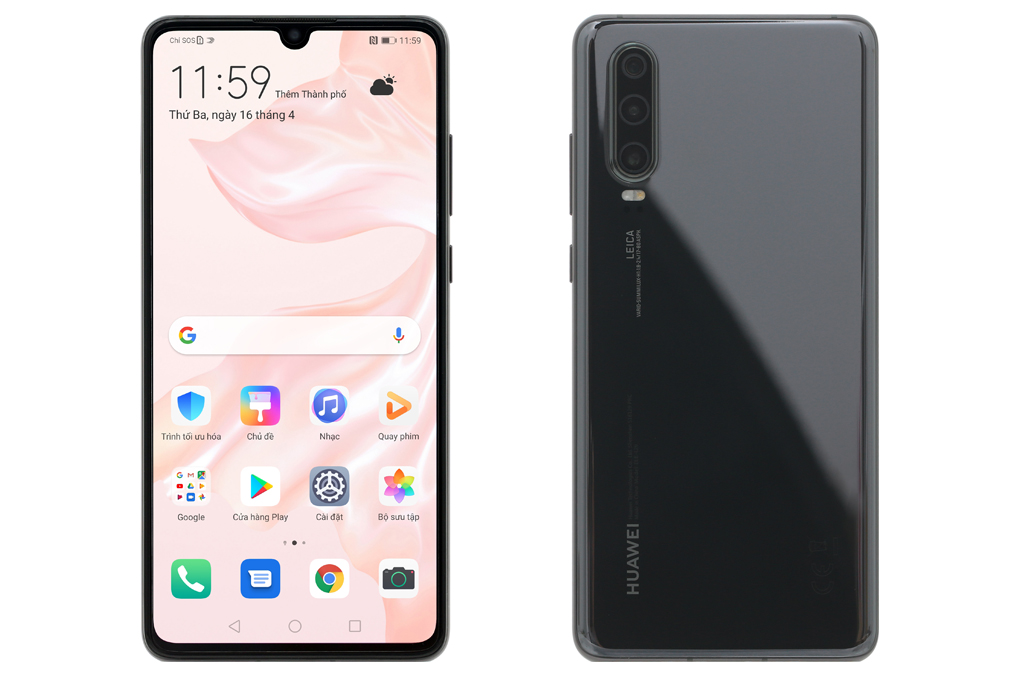 Chỉ SOS
11:59
11:59
Thêm Thành phố
Thứ Ba, ngày 16 tháng 4
Trình tối ưu hóa
Chủ đề
Nhạc
Quay phim
Google
Cửa hàng Play
Cài đặt
Bộ sưu tập
LEICA
HUAWEI